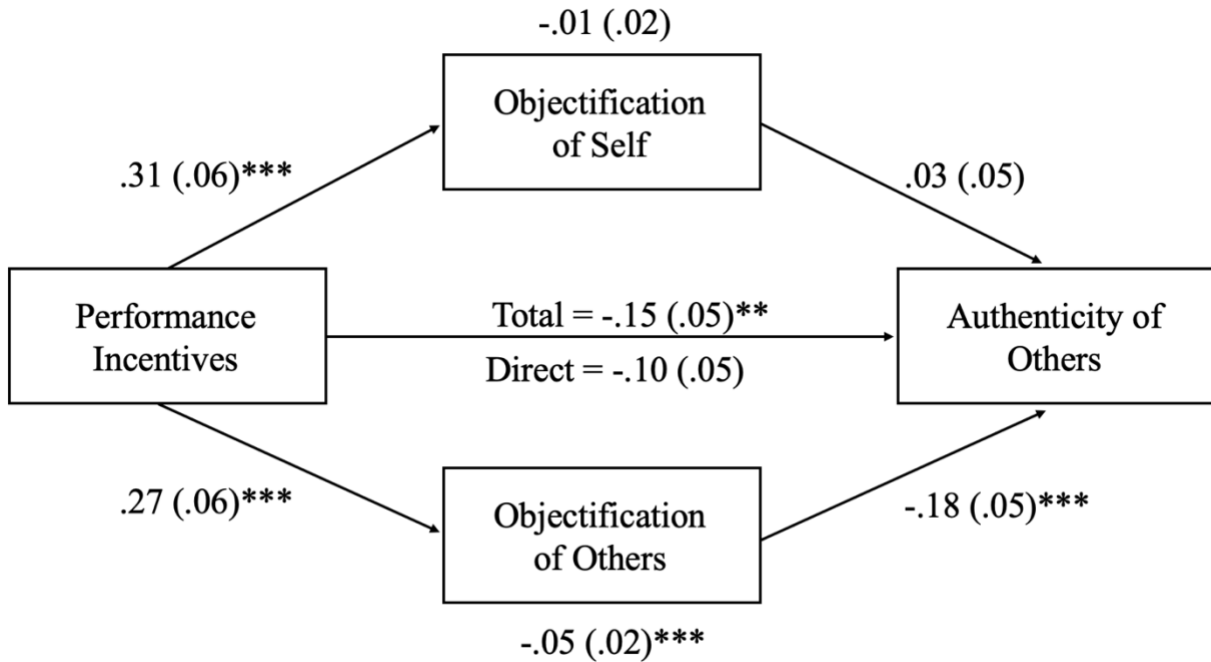 -.01 (.02)
Objectification
of Self
.31 (.06)***
.03 (.05)
Performance
Incentives
Total = -.15 (.05)**
Direct = -.10 (.05)
Authenticity of
Others
.27 (.06)***
Objectification
of Others
-.18 (.05)***
-.05 (.02)***